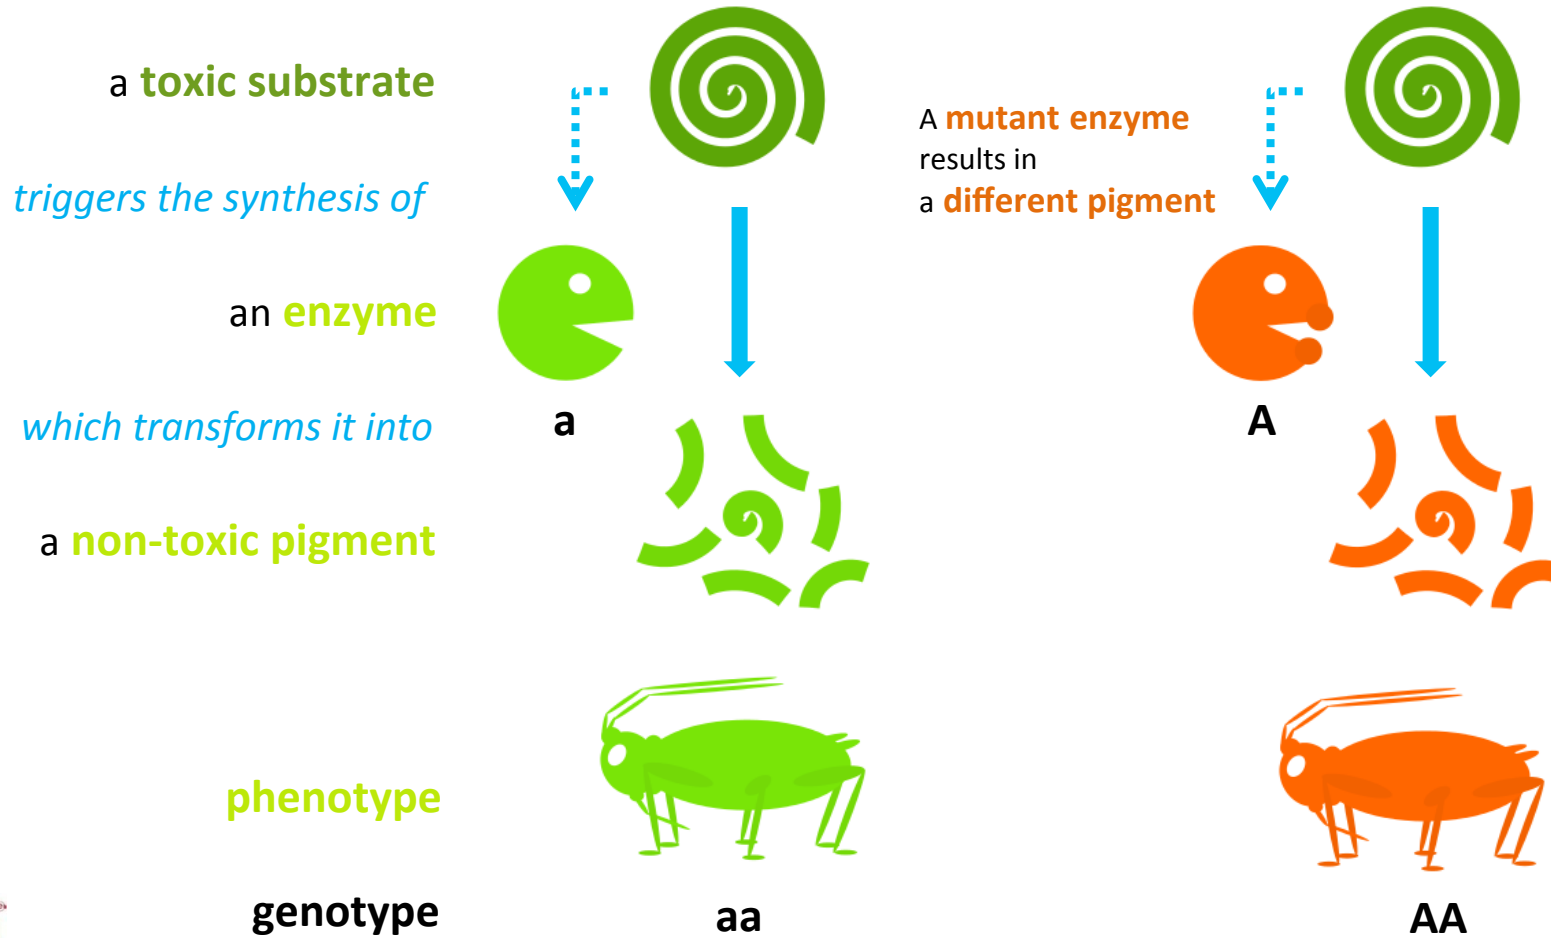 a toxic substrate
triggers the synthesis of
an enzyme
which transforms it into
a non-toxic pigment
phenotype
genotype
a
aa
A mutant enzyme
results in
a different pigment
A
AA